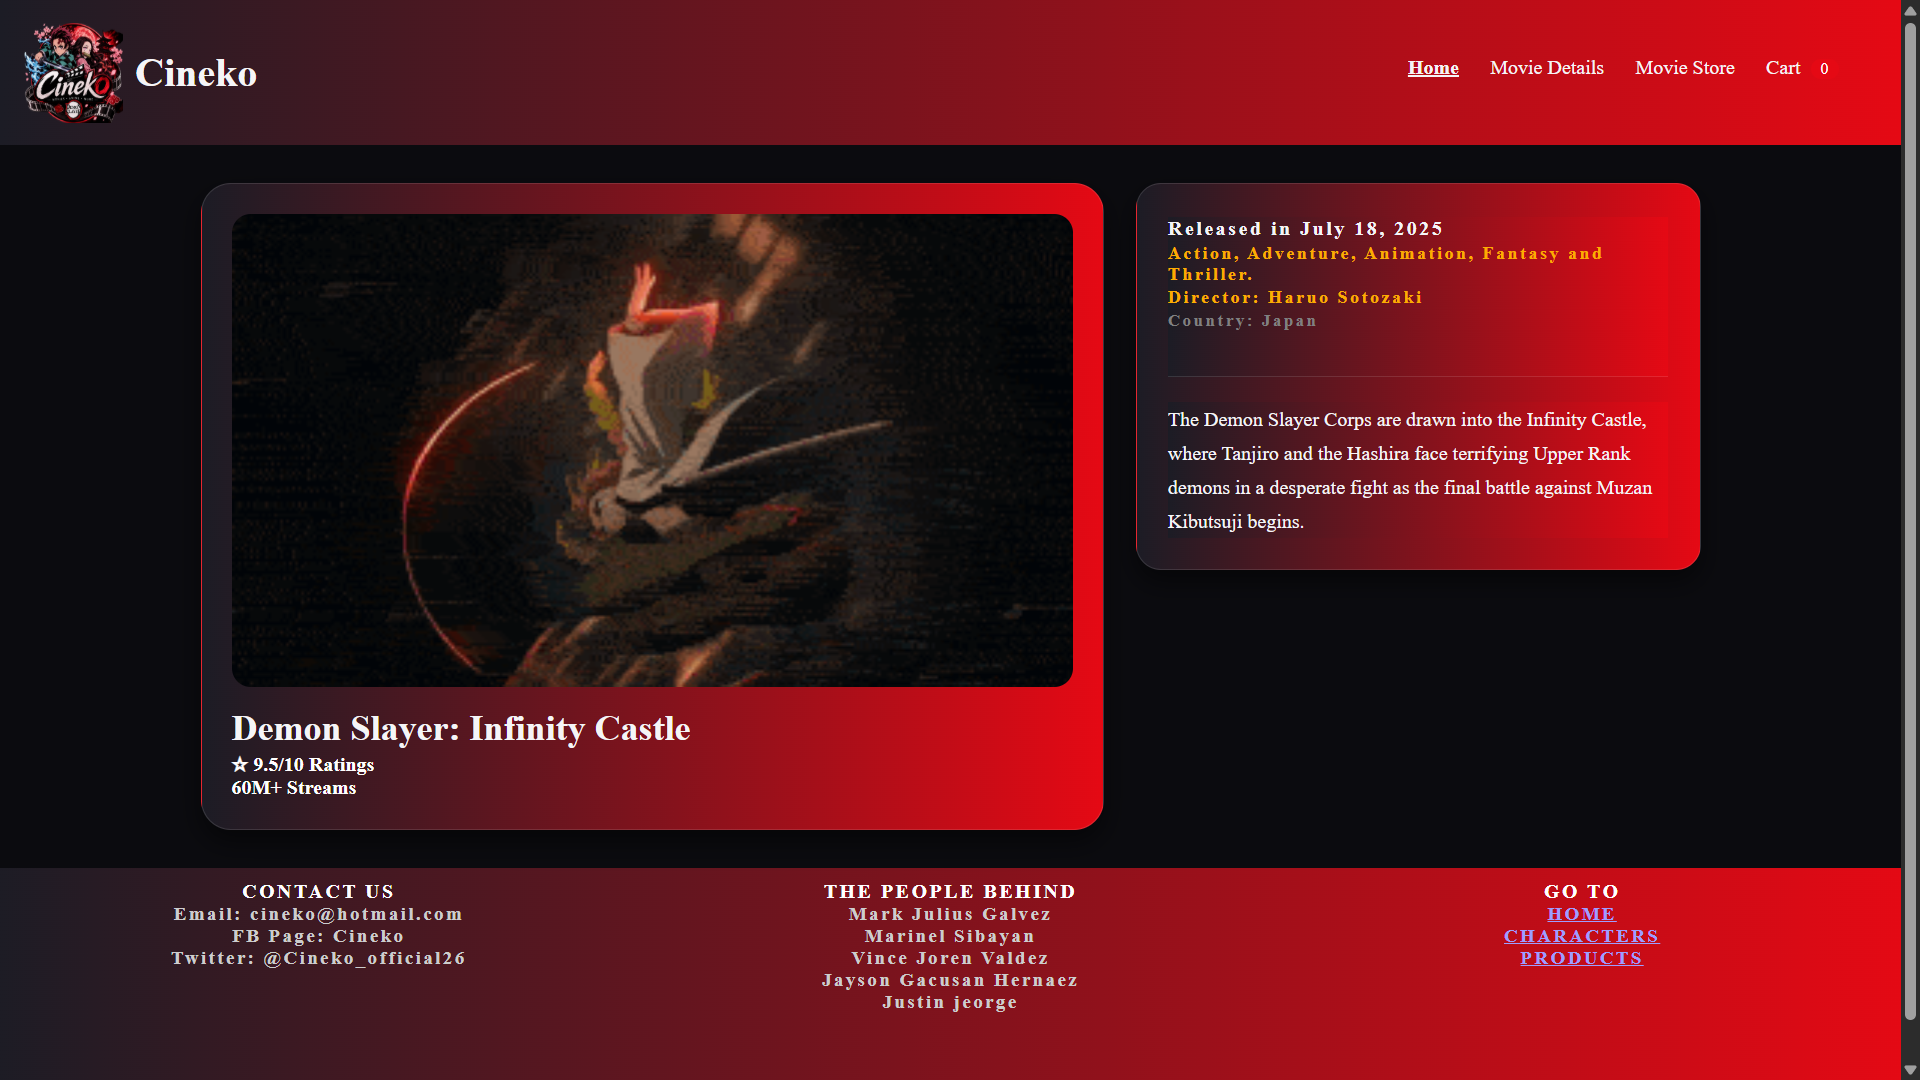 Cineko
Cineko
Home
Movie Details
Movie Store
Cart
0
Released in July 18, 2025
Action, Adventure, Animation, Fantasy and
Thriller.
Director: Haruo Sotozaki
Country: Japan
The Demon Slayer Corps are drawn into the Infinity Castle,
where Tanjiro and the Hashira face terrifying Upper Rank
demons in a desperate fight as the final battle against Muzan
Kibutsuji begins.
Demon Slayer: Infinity Castle
☆ 9.5/10 Ratings
60M+ Streams
CONTACT US
Email: cineko@hotmail.com
FB Page: Cineko
Twitter: @Cineko_official26
THE PEOPLE BEHIND
Mark Julius Galvez
Marinel Sibayan
Vince Joren Valdez
Jayson Gacusan Hernaez
Justin jeorge
GO TO
HOME
CHARACTERS
PRODUCTS